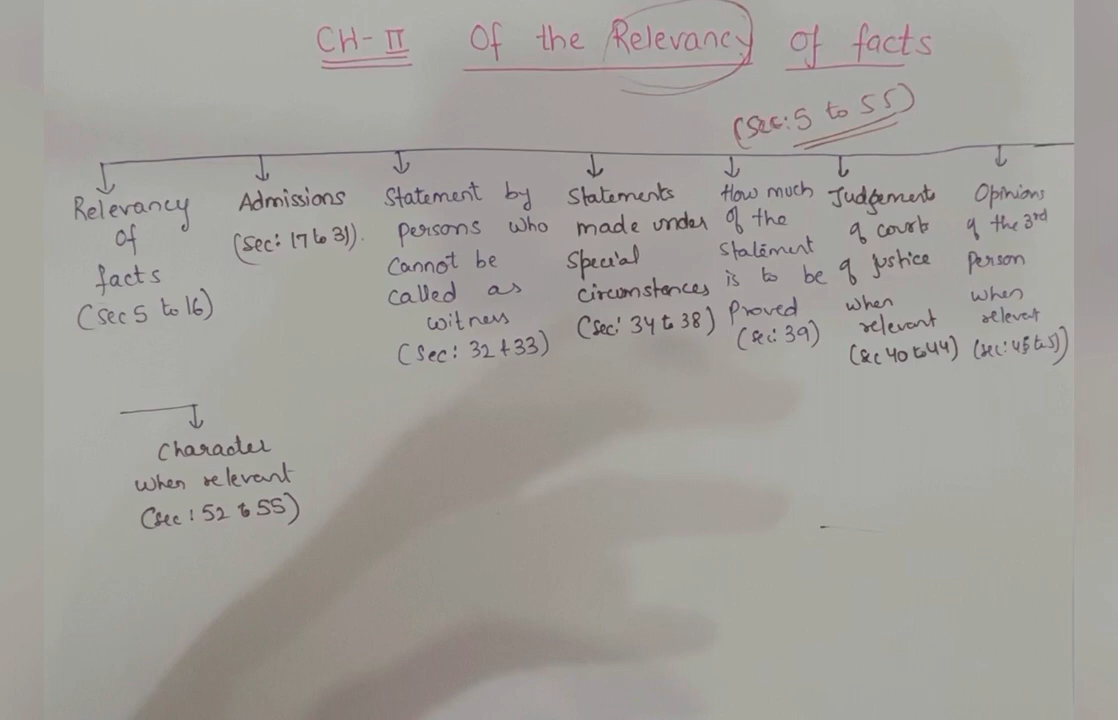 CH-II Of the Relevancy of facts
(Sec: 5 to 55)
Relevancy
of
facts
(sec 5 to 16)
Admissions
(Sec: 17 to 31).
Statement by
persons who
Cannot be
called as
witness
(Sec: 32 + 33)
Statements
made under
Special
circumstances
(Sec: 34 to 38)
How much
of the
Statement
is to be
Proved
(Sec: 39)
Judgement
of courts
of justice
when
relevant
(Sec 40 to 44)
Opinions
of the 3rd
Person
when
relevent
(Sec: 45 to 51)
Character
when relevant
(Sec: 52 to 55)